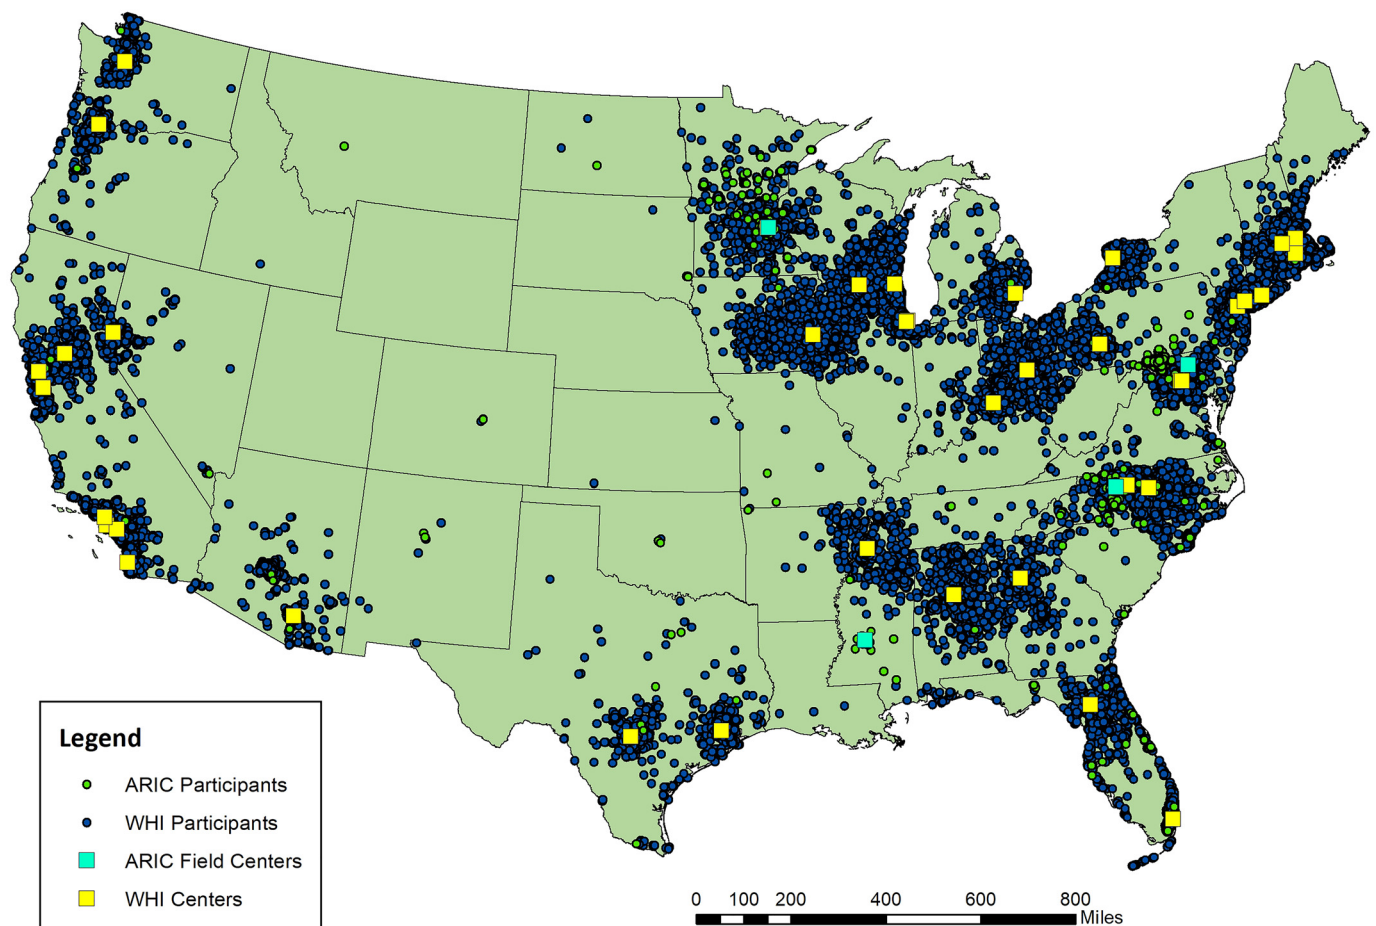 Legend
ARIC Participants
WHI Participants
ARIC Field Centers
WHI Centers
0 100 200 400 600 800
Miles